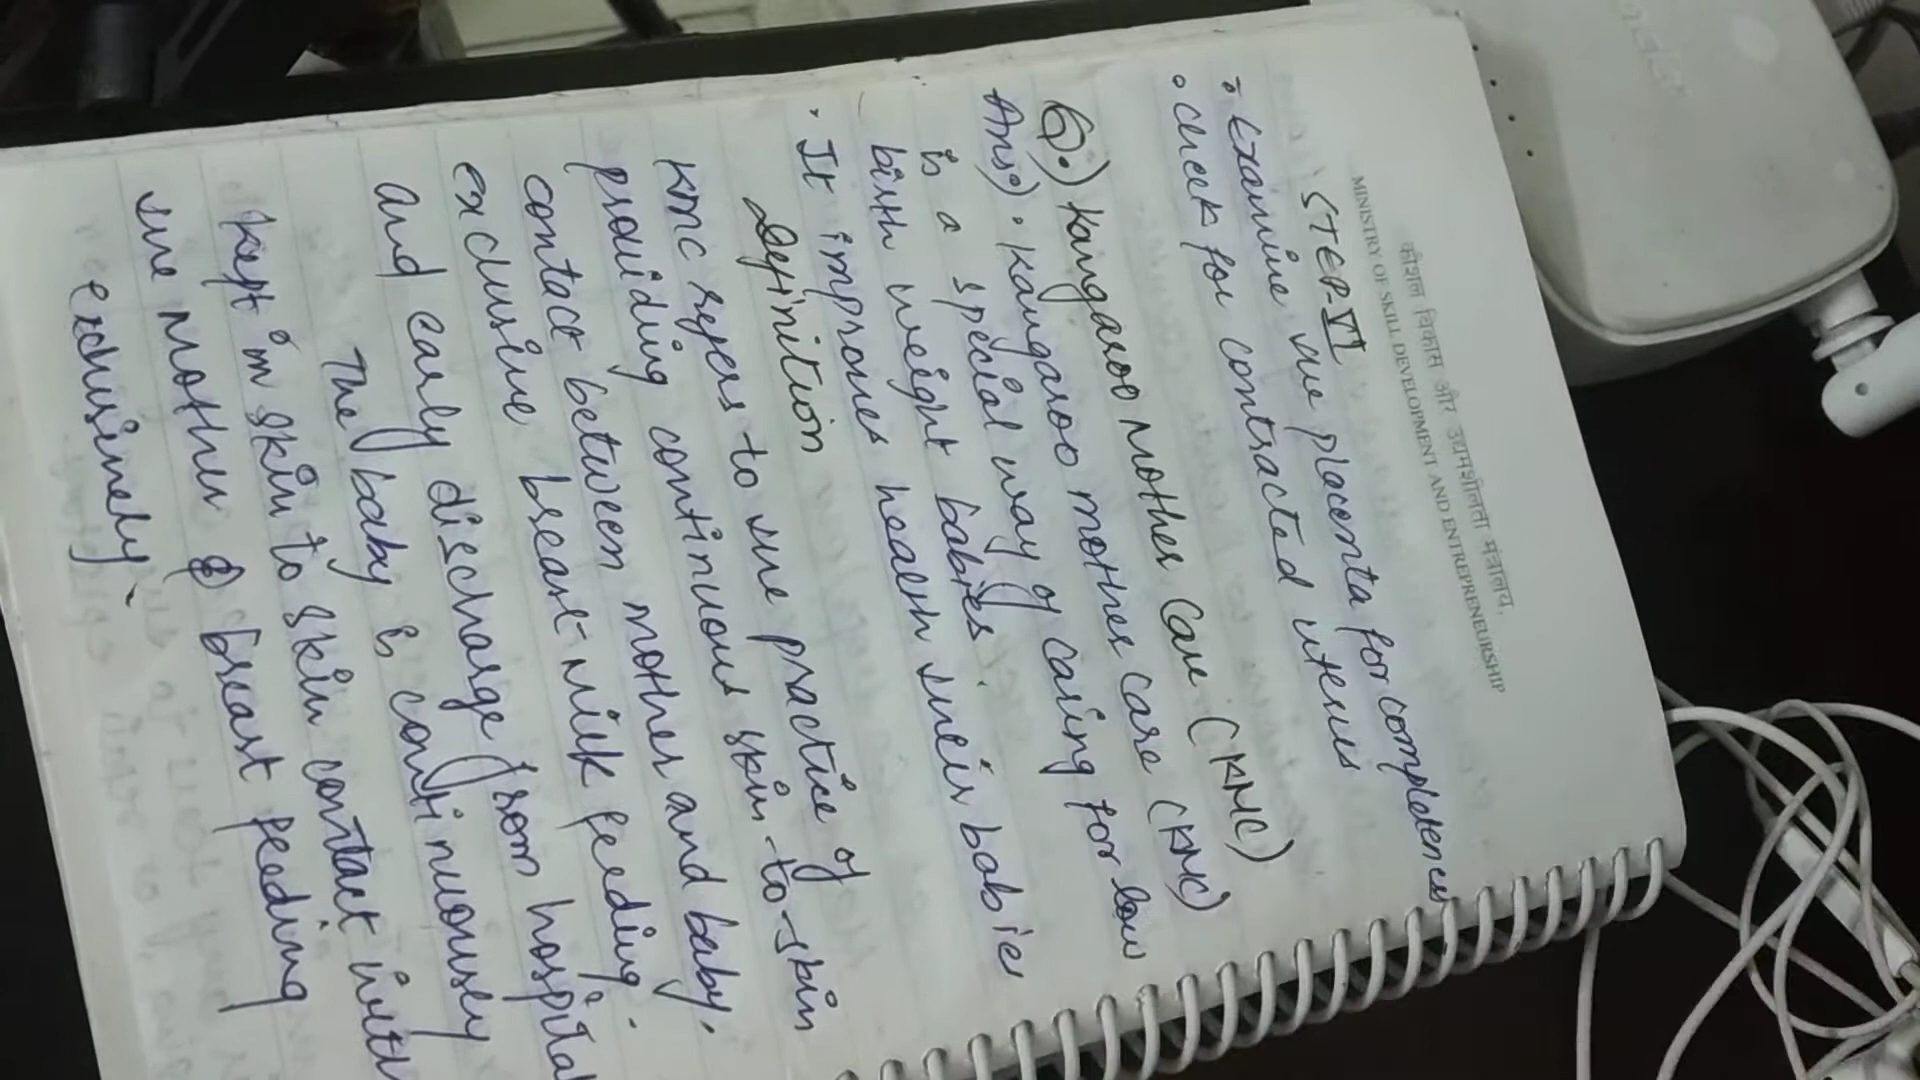 कौशल विकास और उद्यमशीलता मंत्रालय.
MINISTRY OF SKILL DEVELOPMENT AND ENTREPRENEURSHIP
STEP-VI
• Examine the placenta for completeness
• Check for contracted uterus
Q.) Kangaroo Mother Care (KMC)
Ans.) • Kangaroo mother care (KMC)
is a special way of caring for low
birth weight babies.
• It improves health their babies
Definition
KMC refers to the practice of
providing continuous skin-to-skin
contact between mother and baby.
exclusive breast milk feeding.
and early discharge from hospital
The baby is continuously
kept in skin to skin contact with
the mother & breast feeding
exclusively.